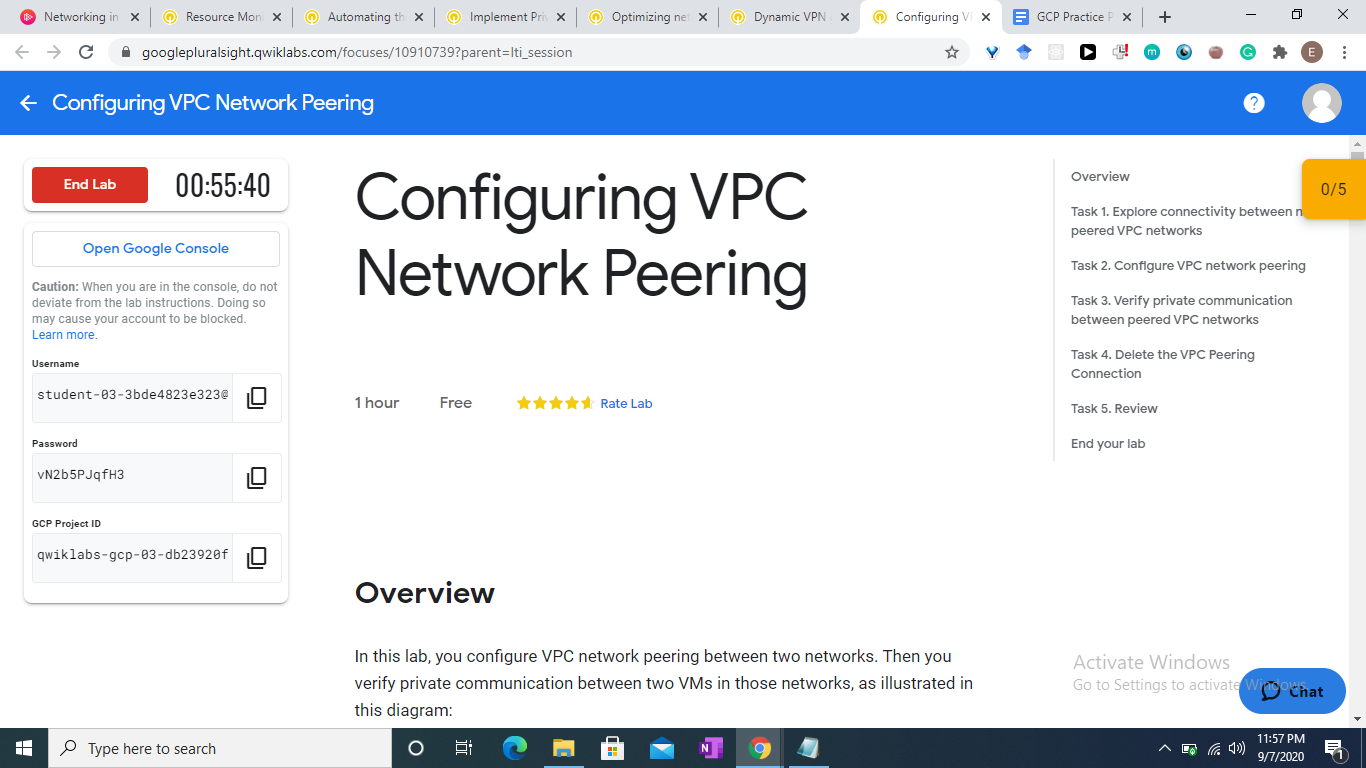 Networking in
Resource Mon
Automating th
Implement Pri
Optimizing net
Dynamic VPN
Configuring VP
GCP Practice P
googlepluralsight.qwiklabs.com/focuses/10910739?parent=lti_session
E
Configuring VPC Network Peering
End Lab
00:55:40
Open Google Console
Caution: When you are in the console, do not
deviate from the lab instructions. Doing so
may cause your account to be blocked.
Learn more.
Username
student-03-3bde4823e323@
Password
vN2b5PJqfH3
GCP Project ID
qwiklabs-gcp-03-db23920f
Configuring VPC
Network Peering
1 hour
Free
Rate Lab
Overview
In this lab, you configure VPC network peering between two networks. Then you
verify private communication between two VMs in those networks, as illustrated in
this diagram:
Overview
Task 1. Explore connectivity between n
peered VPC networks
Task 2. Configure VPC network peering
Task 3. Verify private communication
between peered VPC networks
Task 4. Delete the VPC Peering
Connection
Task 5. Review
End your lab
0/5
Activate Windows
Go to Settings to activate Windows.
Chat
Type here to search
11:57 PM
9/7/2020
1